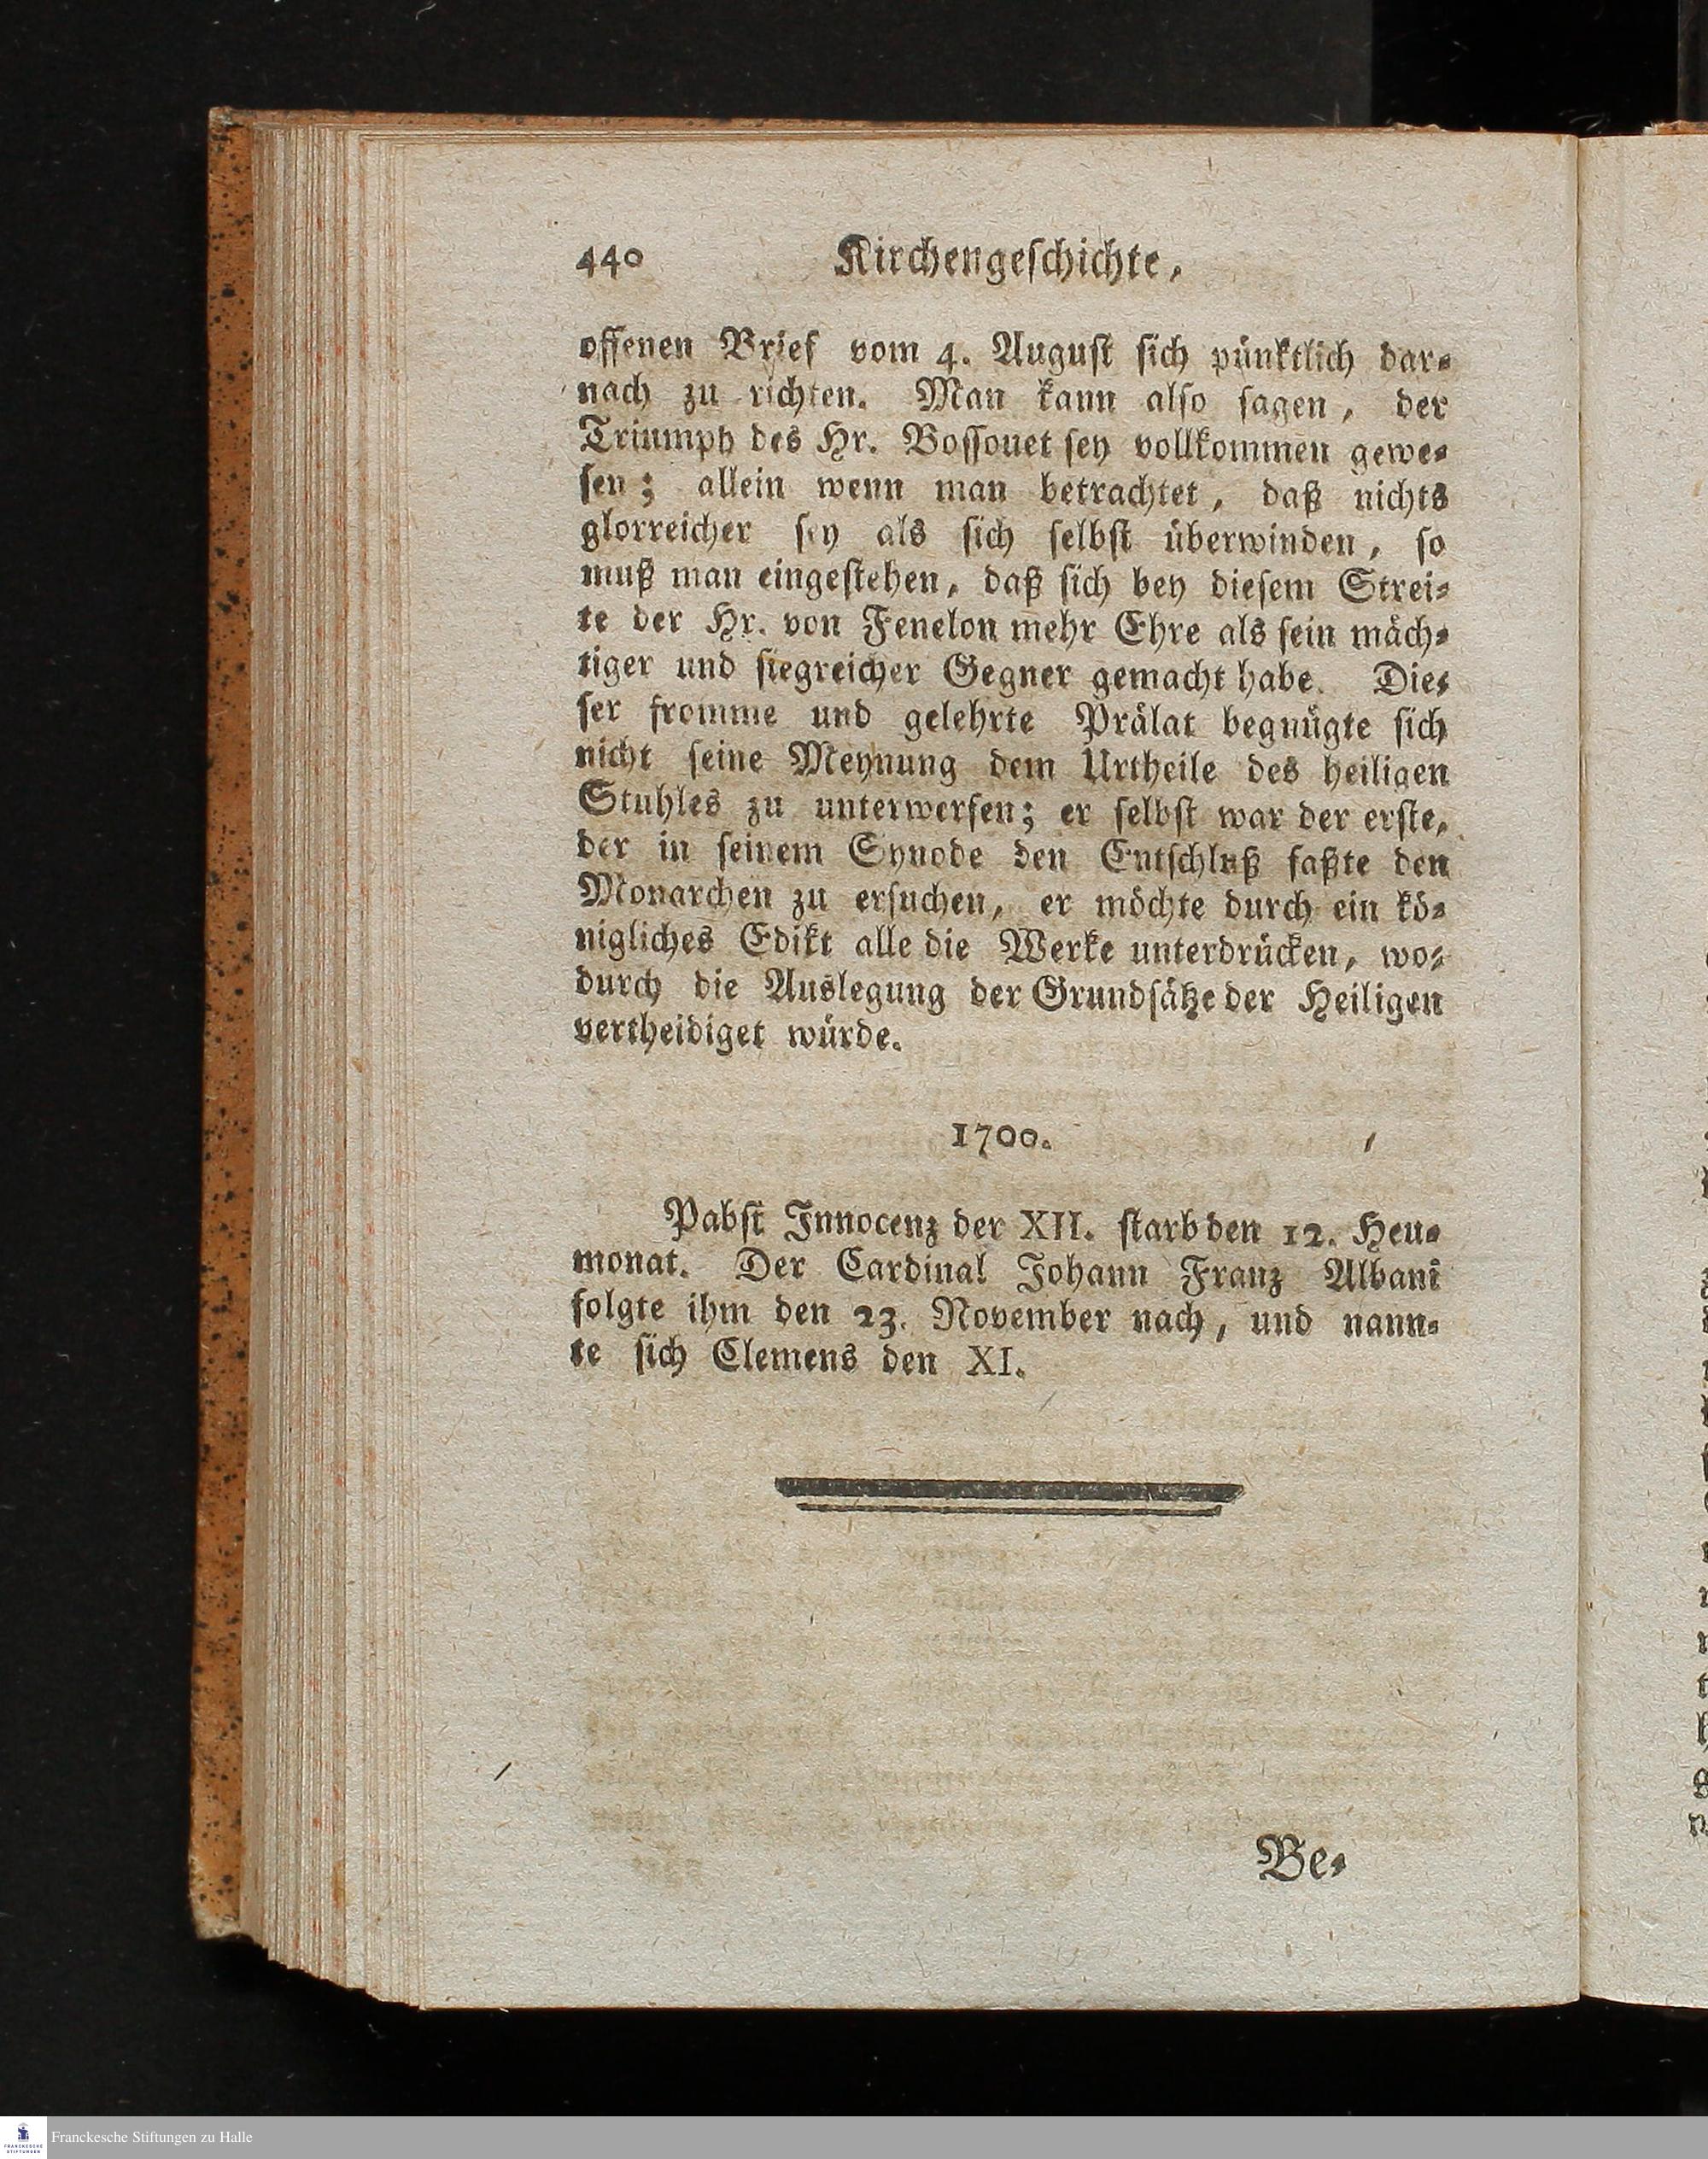 440 Kirchengeschichte,
offenen Brief vom 4. August sich pünktlich dar-
nach zu richten. Man kann also sagen, der
Triumph des Hr. Bossouet sey vollkommen gewe-
sen; allein wenn man betrachtet, daß nichts
glorreicher sey als sich selbst überwinden, so
muß man eingestehen, daß sich bey diesem Strei-
te der Hr. von Fenelon mehr Ehre als sein mäch-
tiger und siegreicher Gegner gemacht habe. Die-
ser fromme und gelehrte Prälat begnügte sich
nicht seine Meynung dem Urtheile des heiligen
Stuhles zu unterwerfen; er selbst war der erste,
der in seinem Synode den Entschluß faßte den
Monarchen zu ersuchen, er möchte durch ein kö-
nigliches Edikt alle die Werke unterdrücken, wo-
durch die Auslegung der Grundsätze der Heiligen
vertheidiget würde.
1700.
Pabst Innocenz der XII. starb den 12. Heu-
monat. Der Cardinal Johann Franz Albani
folgte ihm den 23. November nach, und nann-
te sich Clemens den XI.
Be-
Franckesche Stiftungen zu Halle